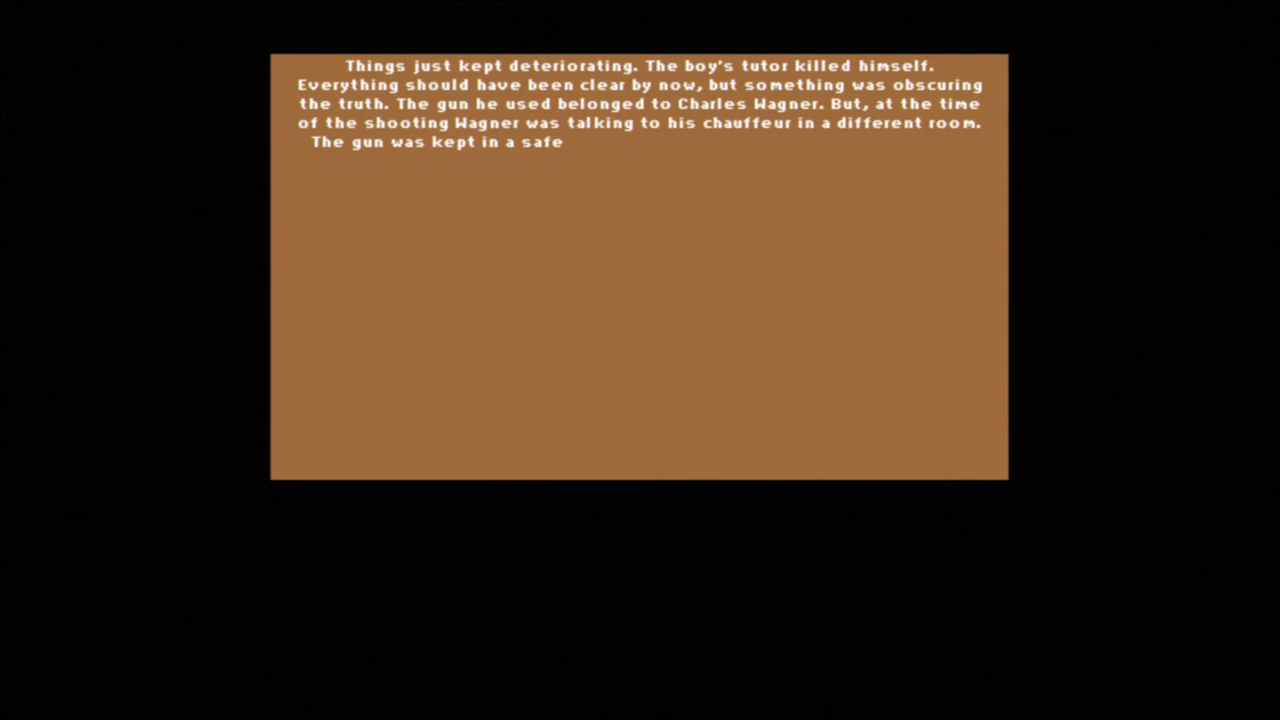 Things just kept deteriorating. The boy's tutor killed himself.
Everything should have been clear by now, but something was obscuring
the truth. The gun he used belonged to Charles Wagner. But, at the time
of the shooting Wagner was talking to his chauffeur in a different room.
The gun was kept in a safe